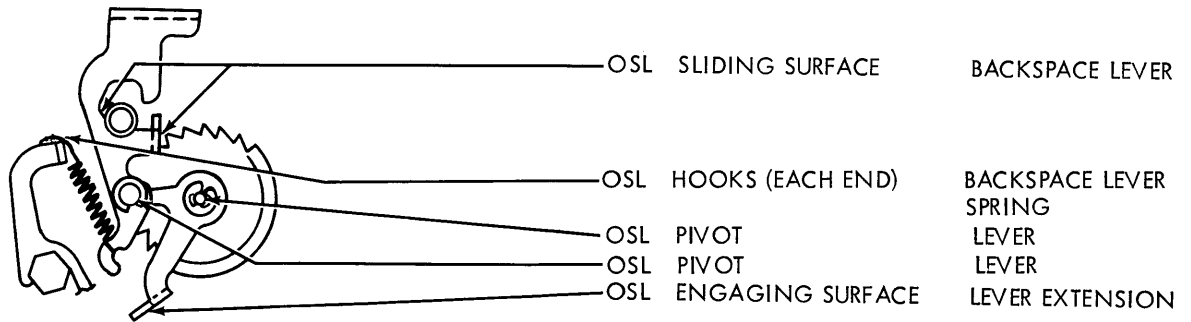 OSL SLIDING SURFACE BACKSPACE LEVER
OSL HOOKS (EACH END) BACKSPACE LEVER
SPRING
OSL PIVOT LEVER
OSL PIVOT LEVER
OSL ENGAGING SURFACE LEVER EXTENSION